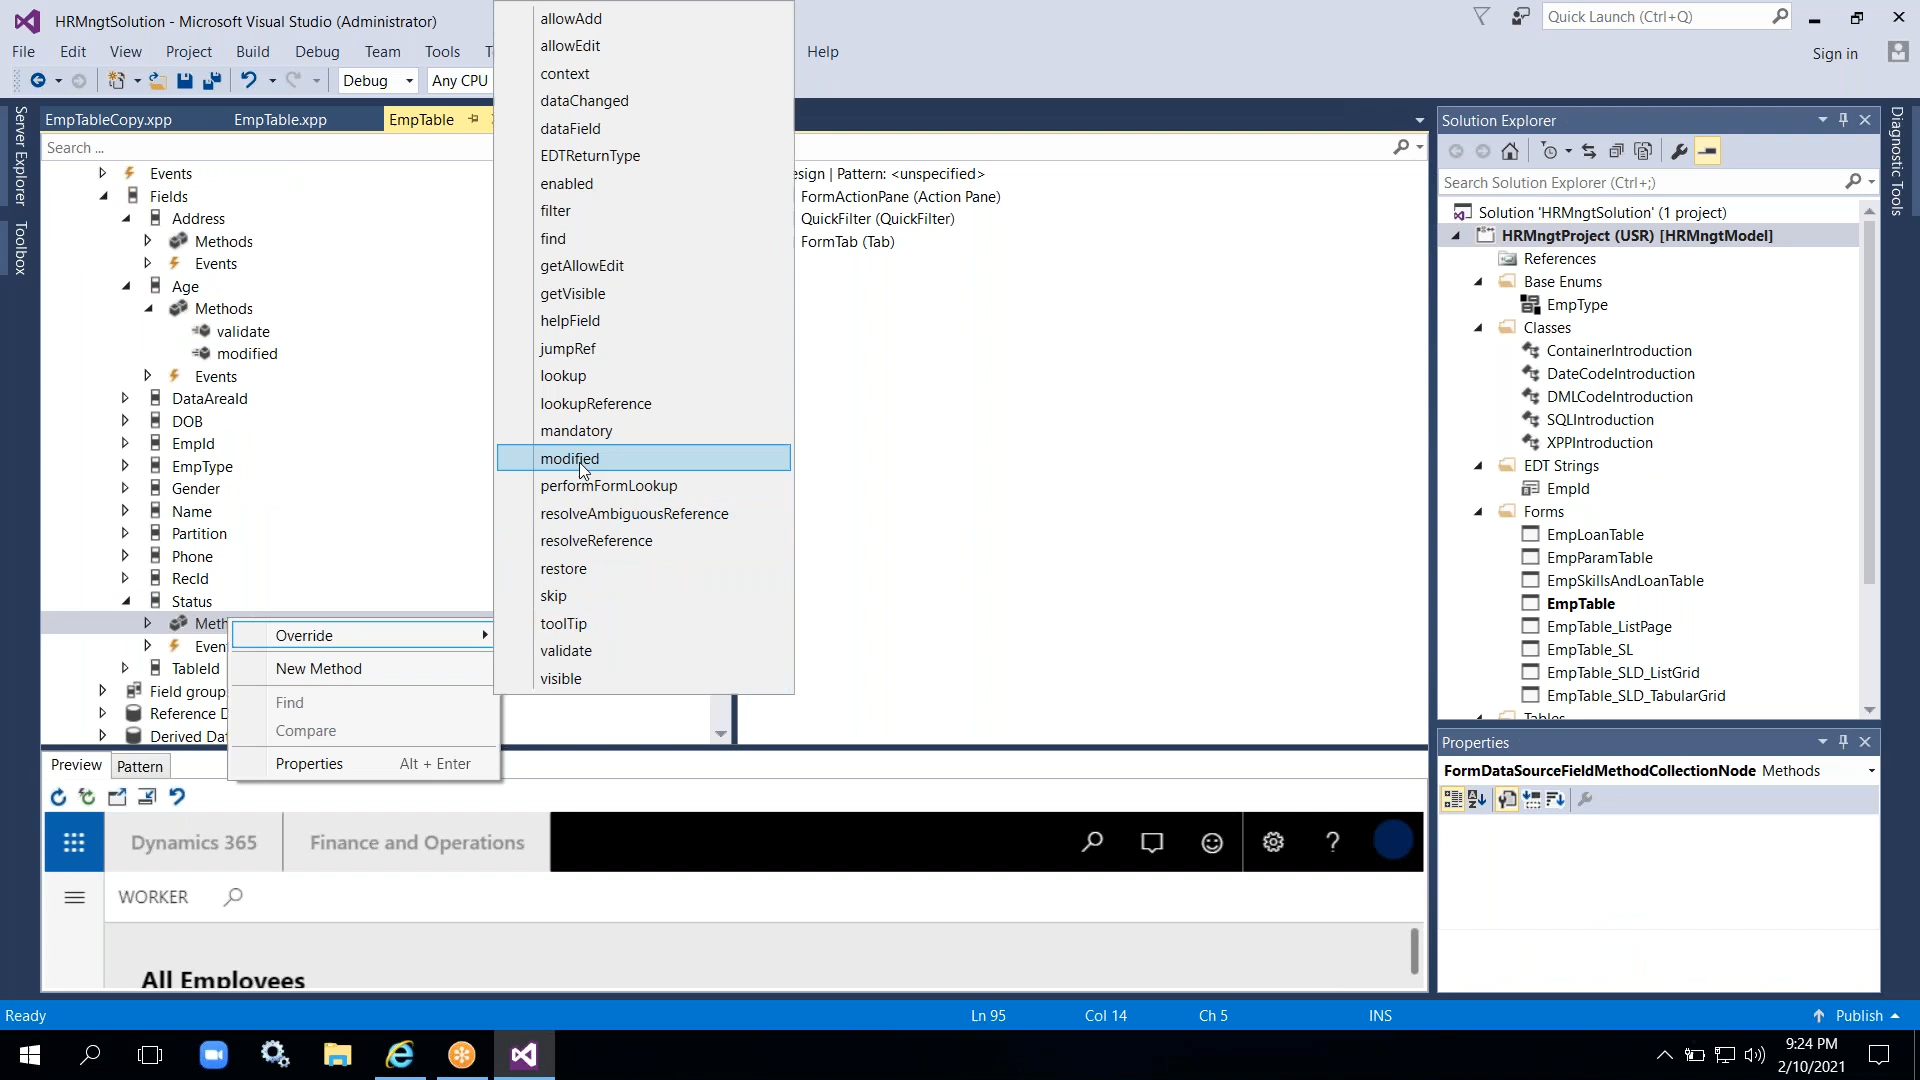 HRMngtSolution - Microsoft Visual Studio (Administrator)
Quick Launch (Ctrl+Q)
File Edit View Project Build Debug Team Tools Help
Sign in
Debug
Any CPU
Server Explorer
Toolbox
EmpTableCopy.xpp
EmpTable.xpp
EmpTable
Search ...
Events
Fields
Address
Methods
Events
Age
Methods
validate
modified
Events
DataAreaId
DOB
EmpId
EmpType
Gender
Name
Partition
Phone
RecId
Status
Meth
Even
TableId
Field group
Reference D
Derived Dat
Override
New Method
Find
Compare
Properties Alt + Enter
allowAdd
allowEdit
context
dataChanged
dataField
EDTReturnType
enabled
filter
find
getAllowEdit
getVisible
helpField
jumpRef
lookup
lookupReference
mandatory
modified
performFormLookup
resolveAmbiguousReference
resolveReference
restore
skip
toolTip
validate
visible
esign | Pattern: <unspecified>
FormActionPane (Action Pane)
QuickFilter (QuickFilter)
FormTab (Tab)
Solution Explorer
Search Solution Explorer (Ctrl+;)
Solution 'HRMngtSolution' (1 project)
HRMngtProject (USR) [HRMngtModel]
References
Base Enums
EmpType
Classes
ContainerIntroduction
DateCodeIntroduction
DMLCodeIntroduction
SQLIntroduction
XPPIntroduction
EDT Strings
EmpId
Forms
EmpLoanTable
EmpParamTable
EmpSkillsAndLoanTable
EmpTable
EmpTable_ListPage
EmpTable_SL
EmpTable_SLD_ListGrid
EmpTable_SLD_TabularGrid
Tables
Diagnostic Tools
Properties
FormDataSourceFieldMethodCollectionNode Methods
Preview
Pattern
Dynamics 365
Finance and Operations
WORKER
All Employees
Ready
Ln 95
Col 14
Ch 5
INS
Publish
9:24 PM
2/10/2021